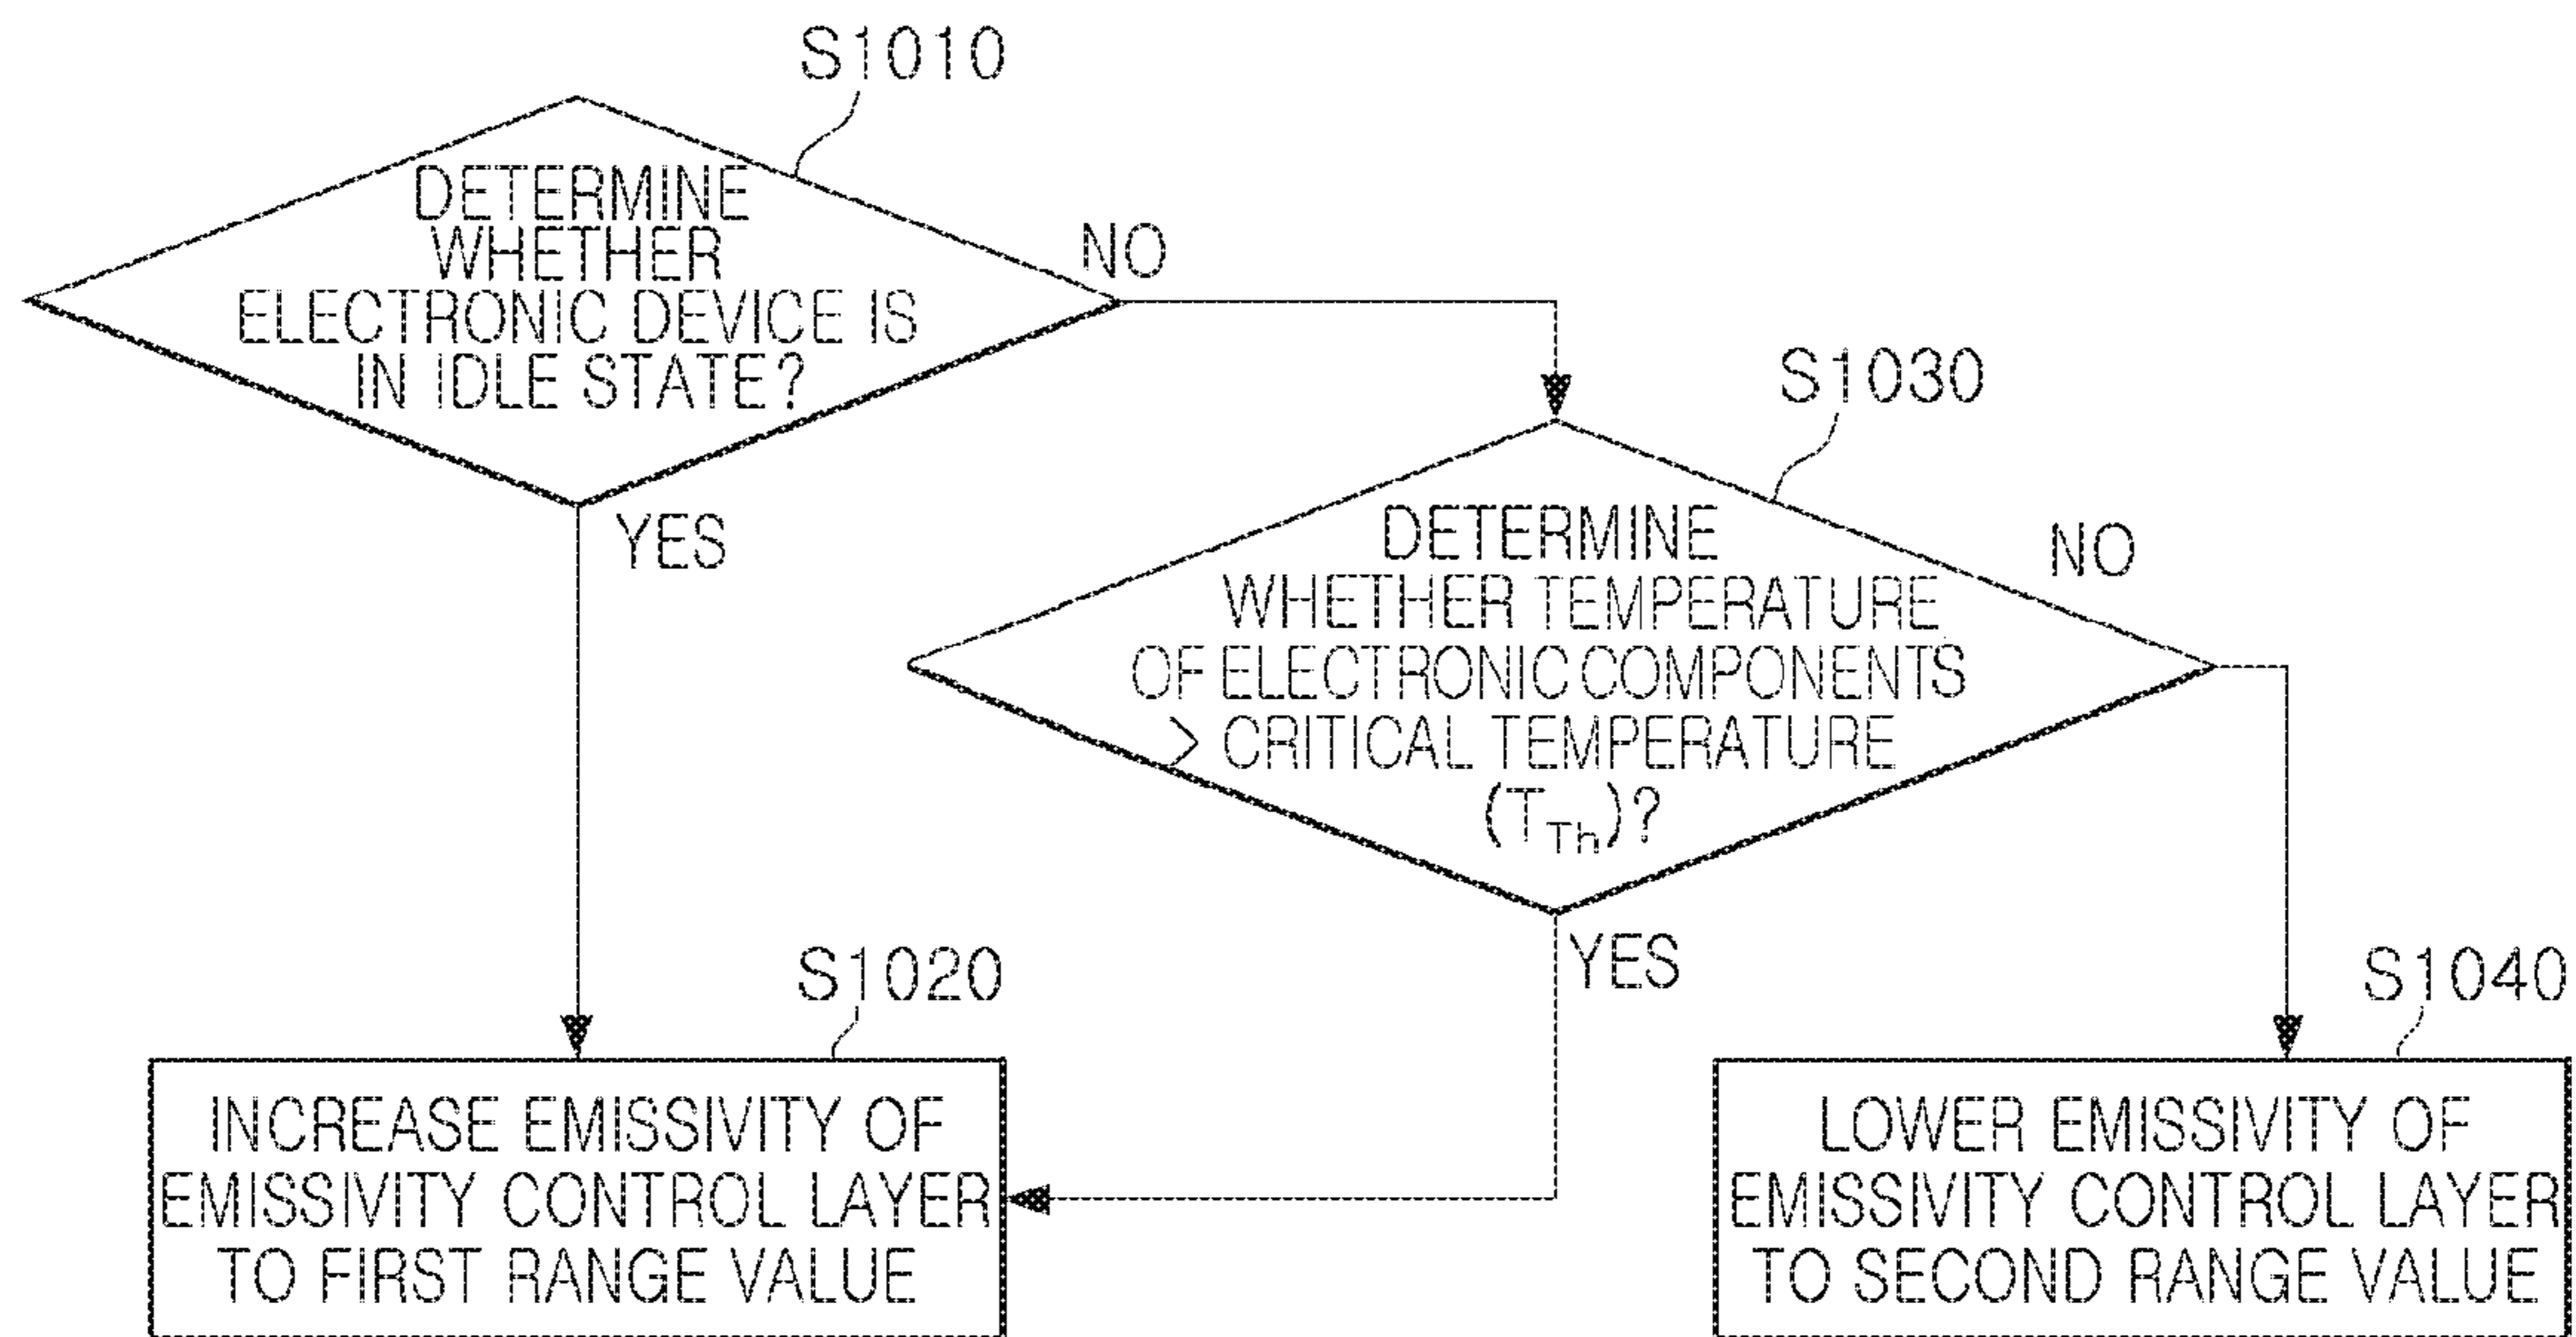 S1010
DETERMINE
WHETHER
ELECTRONIC DEVICE IS
IN IDLE STATE?
NO
YES
S1030
DETERMINE
WHETHER TEMPERATURE
OF ELECTRONIC COMPONENTS
> CRITICAL TEMPERATURE
(T_Th)?
NO
YES
S1020
INCREASE EMISSIVITY OF
EMISSIVITY CONTROL LAYER
TO FIRST RANGE VALUE
S1040
LOWER EMISSIVITY OF
EMISSIVITY CONTROL LAYER
TO SECOND RANGE VALUE